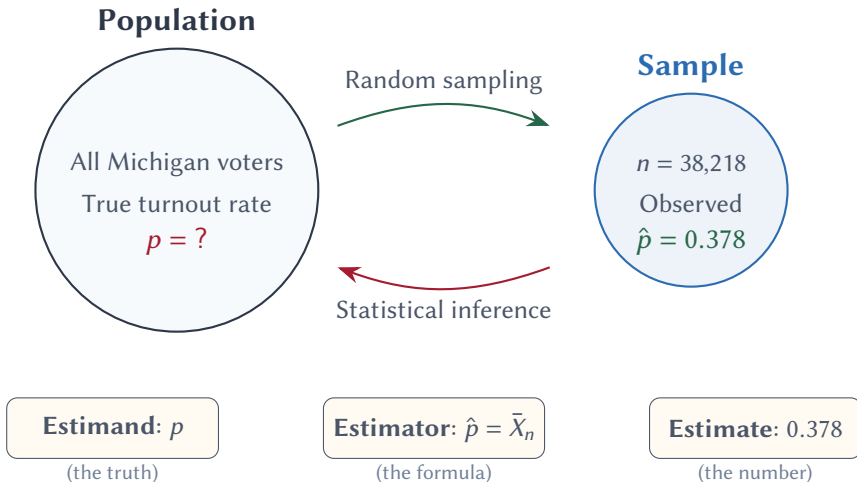 Population
All Michigan voters
True turnout rate
p = ?
Random sampling
Statistical inference
Sample
n = 38,218
Observed
p̂ = 0.378
Estimand: p
(the truth)
Estimator: p̂ = X̄ₙ
(the formula)
Estimate: 0.378
(the number)